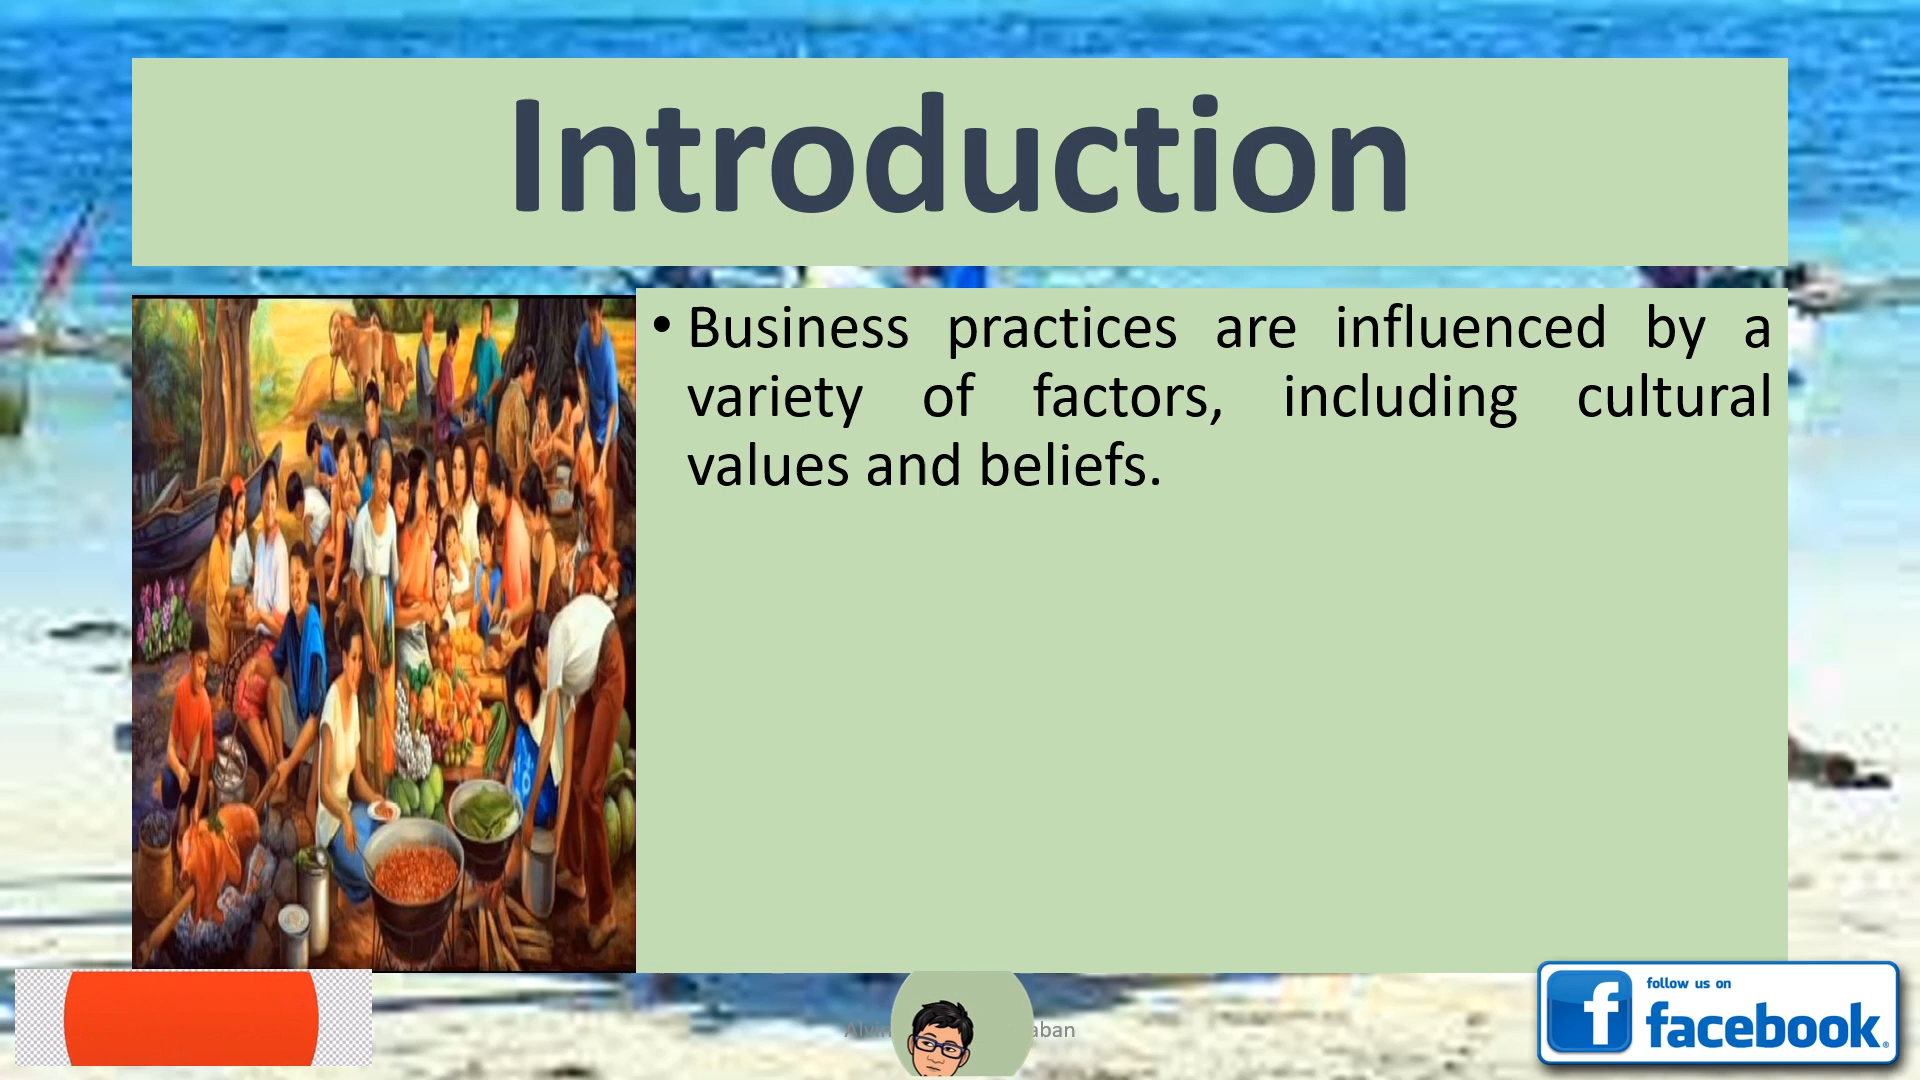 Introduction
• Business practices are influenced by a
variety of factors, including cultural
values and beliefs.
follow us on
facebook
aban